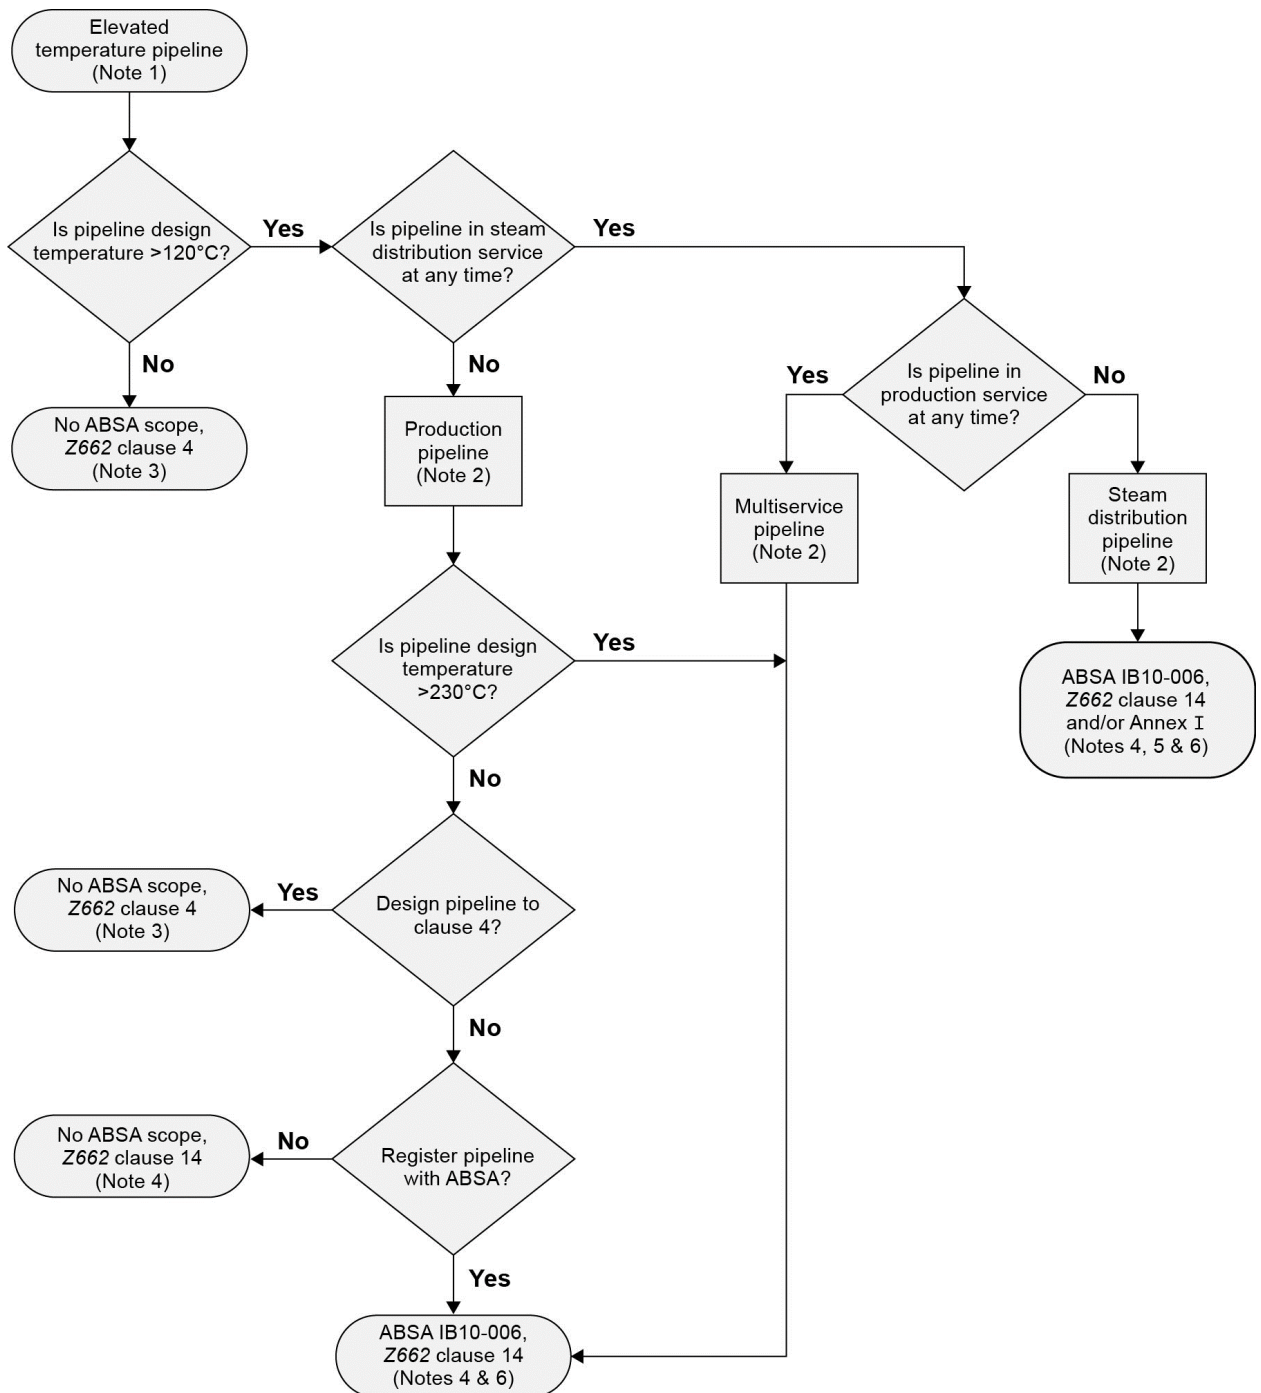 Elevated
temperature pipeline
(Note 1)
Is pipeline design
temperature >120°C?
Yes
Is pipeline in steam
distribution service
at any time?
Yes
No
No ABSA scope,
Z662 clause 4
(Note 3)
No
Production
pipeline
(Note 2)
Is pipeline in
production service
at any time?
Yes
No
Multiservice
pipeline
(Note 2)
Steam
distribution
pipeline
(Note 2)
Is pipeline design
temperature
>230°C?
Yes
ABSA IB10-006,
Z662 clause 14
and/or Annex I
(Notes 4, 5 & 6)
No
Design pipeline to
clause 4?
Yes
No ABSA scope,
Z662 clause 4
(Note 3)
No
Register pipeline
with ABSA?
No
No ABSA scope,
Z662 clause 14
(Note 4)
Yes
ABSA IB10-006,
Z662 clause 14
(Notes 4 & 6)